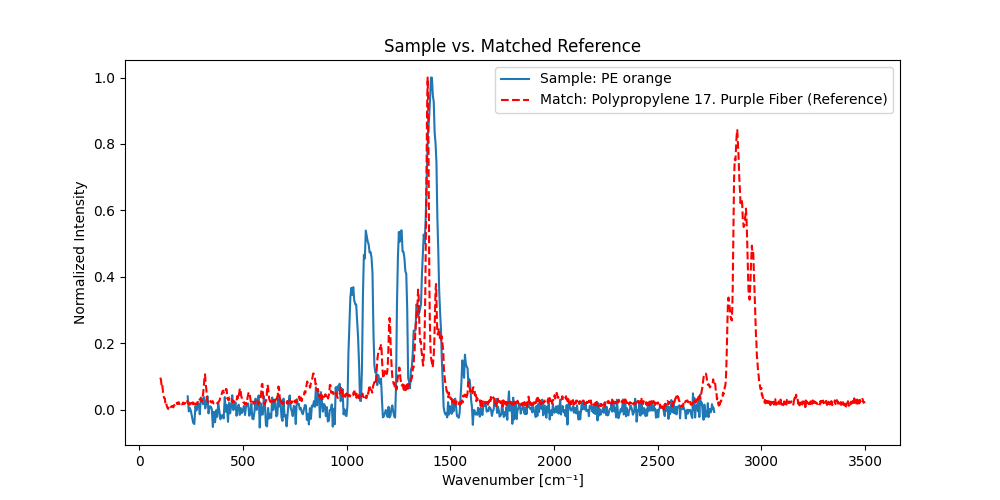 Sample vs. Matched Reference
Sample: PE orange
Match: Polypropylene 17. Purple Fiber (Reference)
1.0
0.8
0.6
0.4
0.2
0.0
Normalized Intensity
0 500 1000 1500 2000 2500 3000 3500
Wavenumber [cm⁻¹]